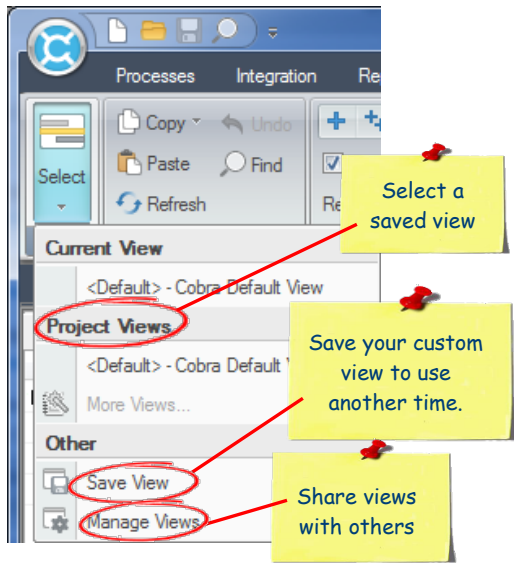 Processes Integration Re
Copy Undo
Paste Find
Select
Refresh Re
Select a
saved view
Current View
<Default> - Cobra Default View
Project Views
<Default> - Cobra Default V
More Views...
Save your custom
view to use
another time.
Other
Save View
Manage Views
Share views
with others